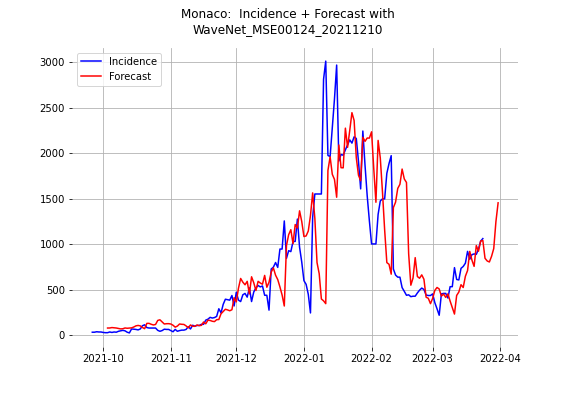 Monaco:  Incidence + Forecast with
WaveNet_MSE00124_20211210
Incidence
Forecast
3000
2500
2000
1500
1000
500
0
2021-10 2021-11 2021-12 2022-01 2022-02 2022-03 2022-04